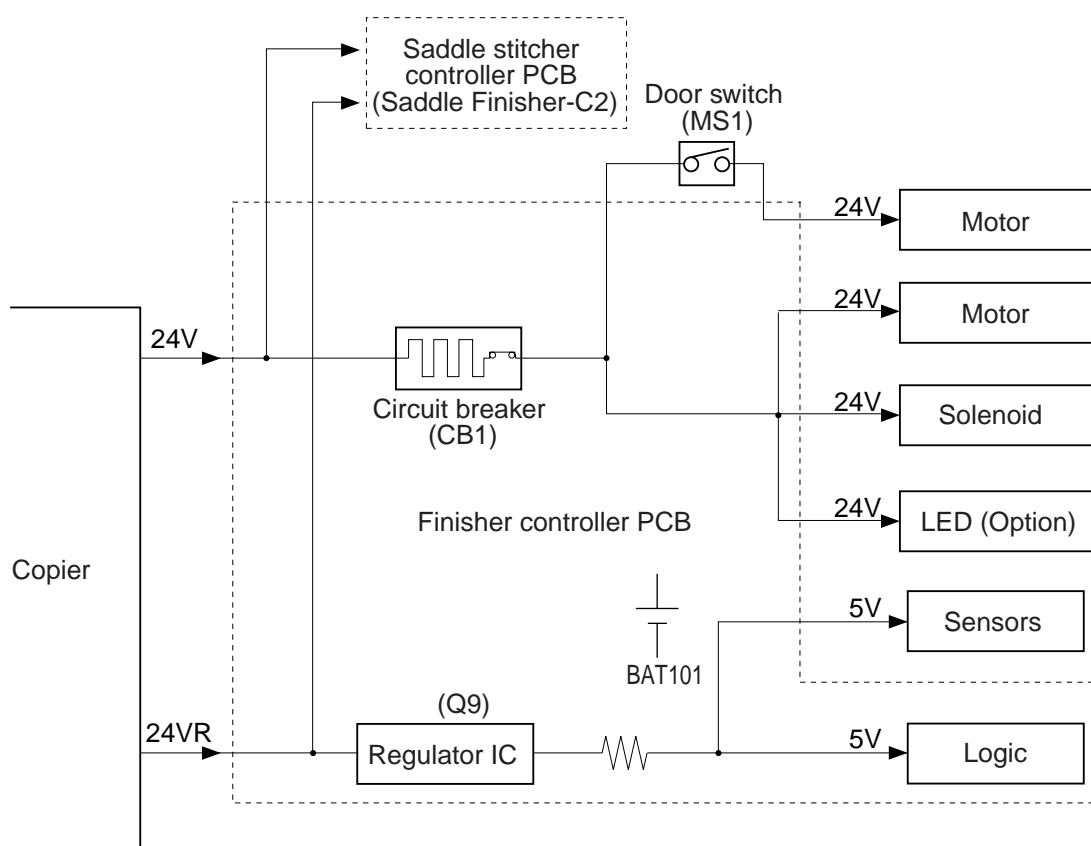 Saddle stitcher
controller PCB
(Saddle Finisher-C2)
Door switch
(MS1)
24V
Motor
24V
Motor
24V
Circuit breaker
(CB1)
24V
Solenoid
24V
LED (Option)
Finisher controller PCB
Copier
BAT101
5V
Sensors
24VR
(Q9)
Regulator IC
5V
Logic